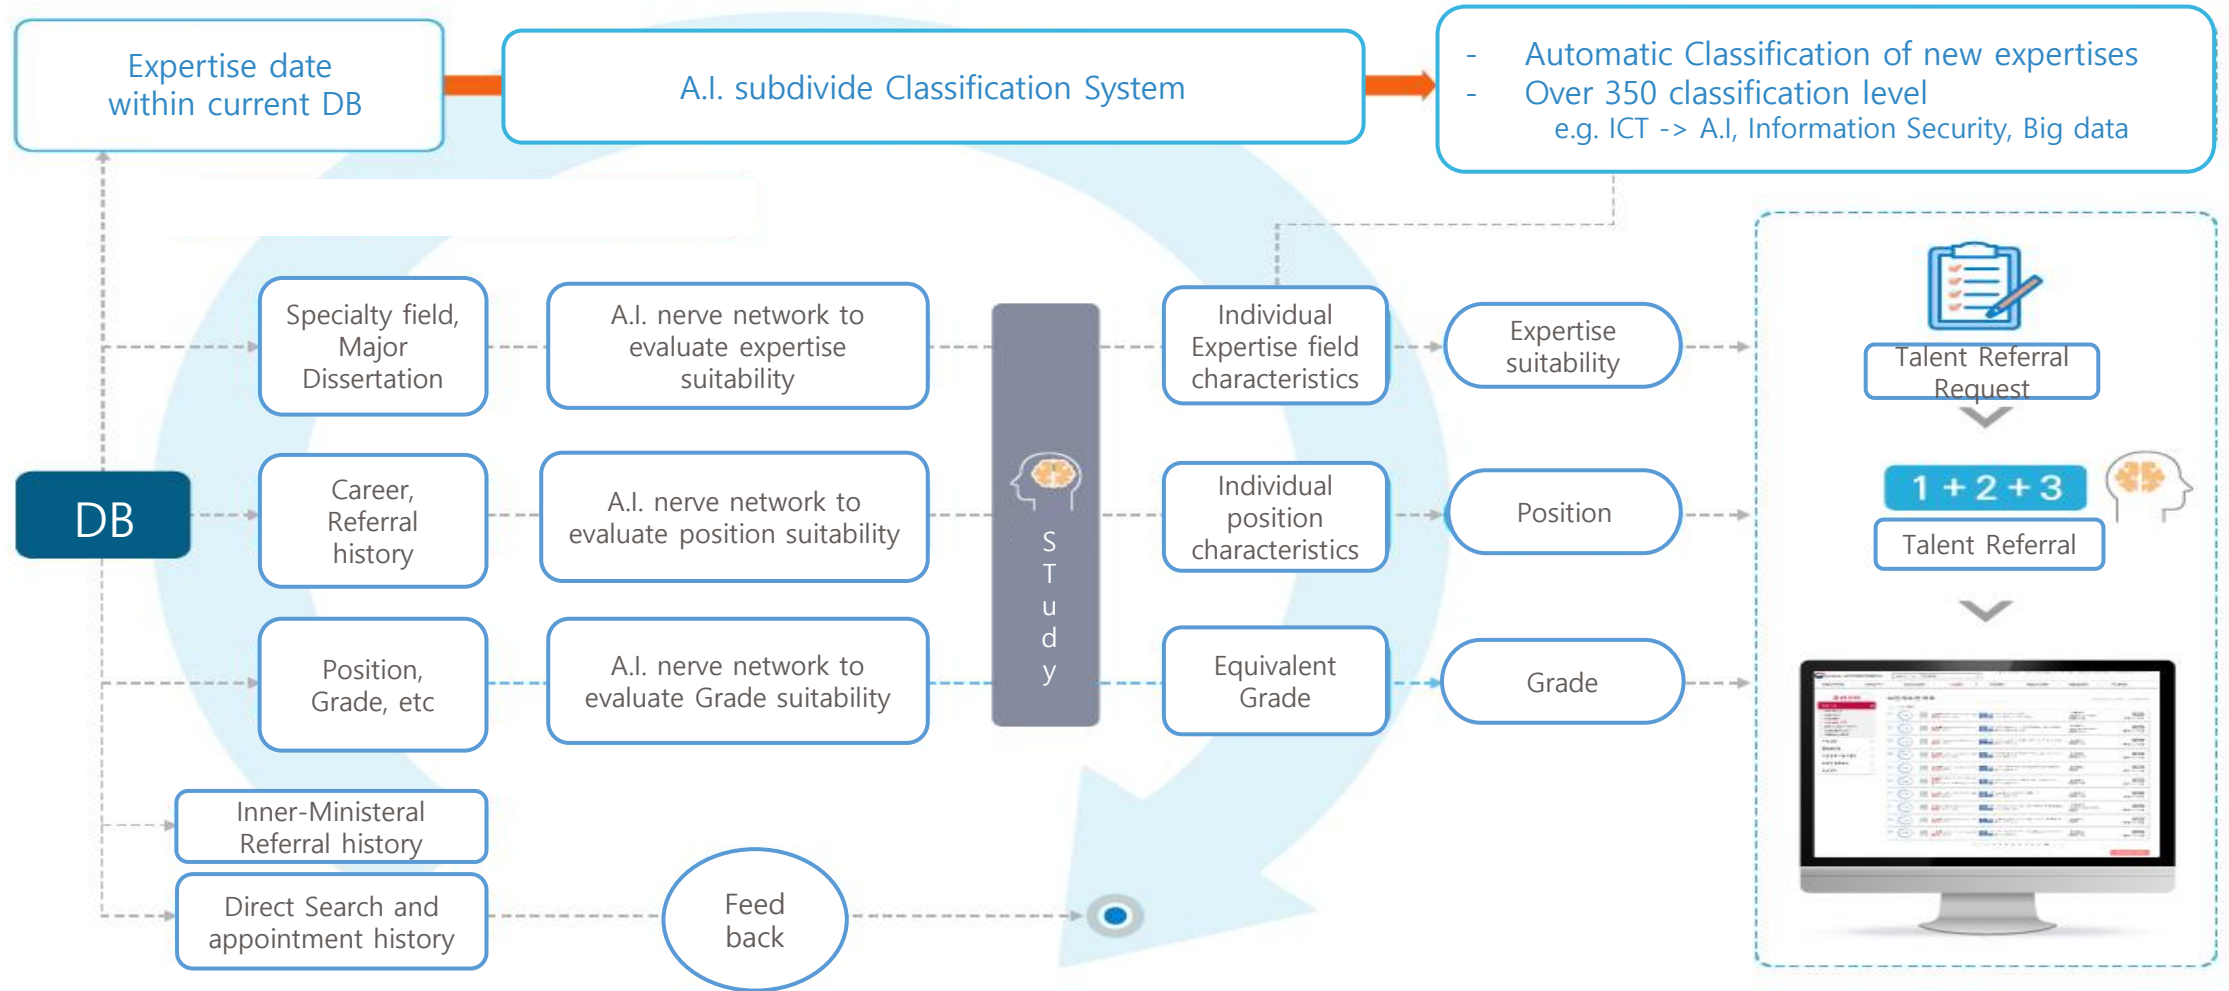 Expertise date
within current DB
A.I. subdivide Classification System
- Automatic Classification of new expertises
- Over 350 classification level
e.g. ICT -> A.I, Information Security, Big data
DB
Specialty field,
Major
Dissertation
A.I. nerve network to
evaluate expertise
suitability
Individual
Expertise field
characteristics
Expertise
suitability
Career,
Referral
history
A.I. nerve network to
evaluate position suitability
Individual
position
characteristics
Position
Position,
Grade, etc
A.I. nerve network to
evaluate Grade suitability
Equivalent
Grade
Grade
S
T
u
d
y
Inner-Ministeral
Referral history
Direct Search and
appointment history
Feed
back
Talent Referral
Request
1 + 2 + 3
Talent Referral